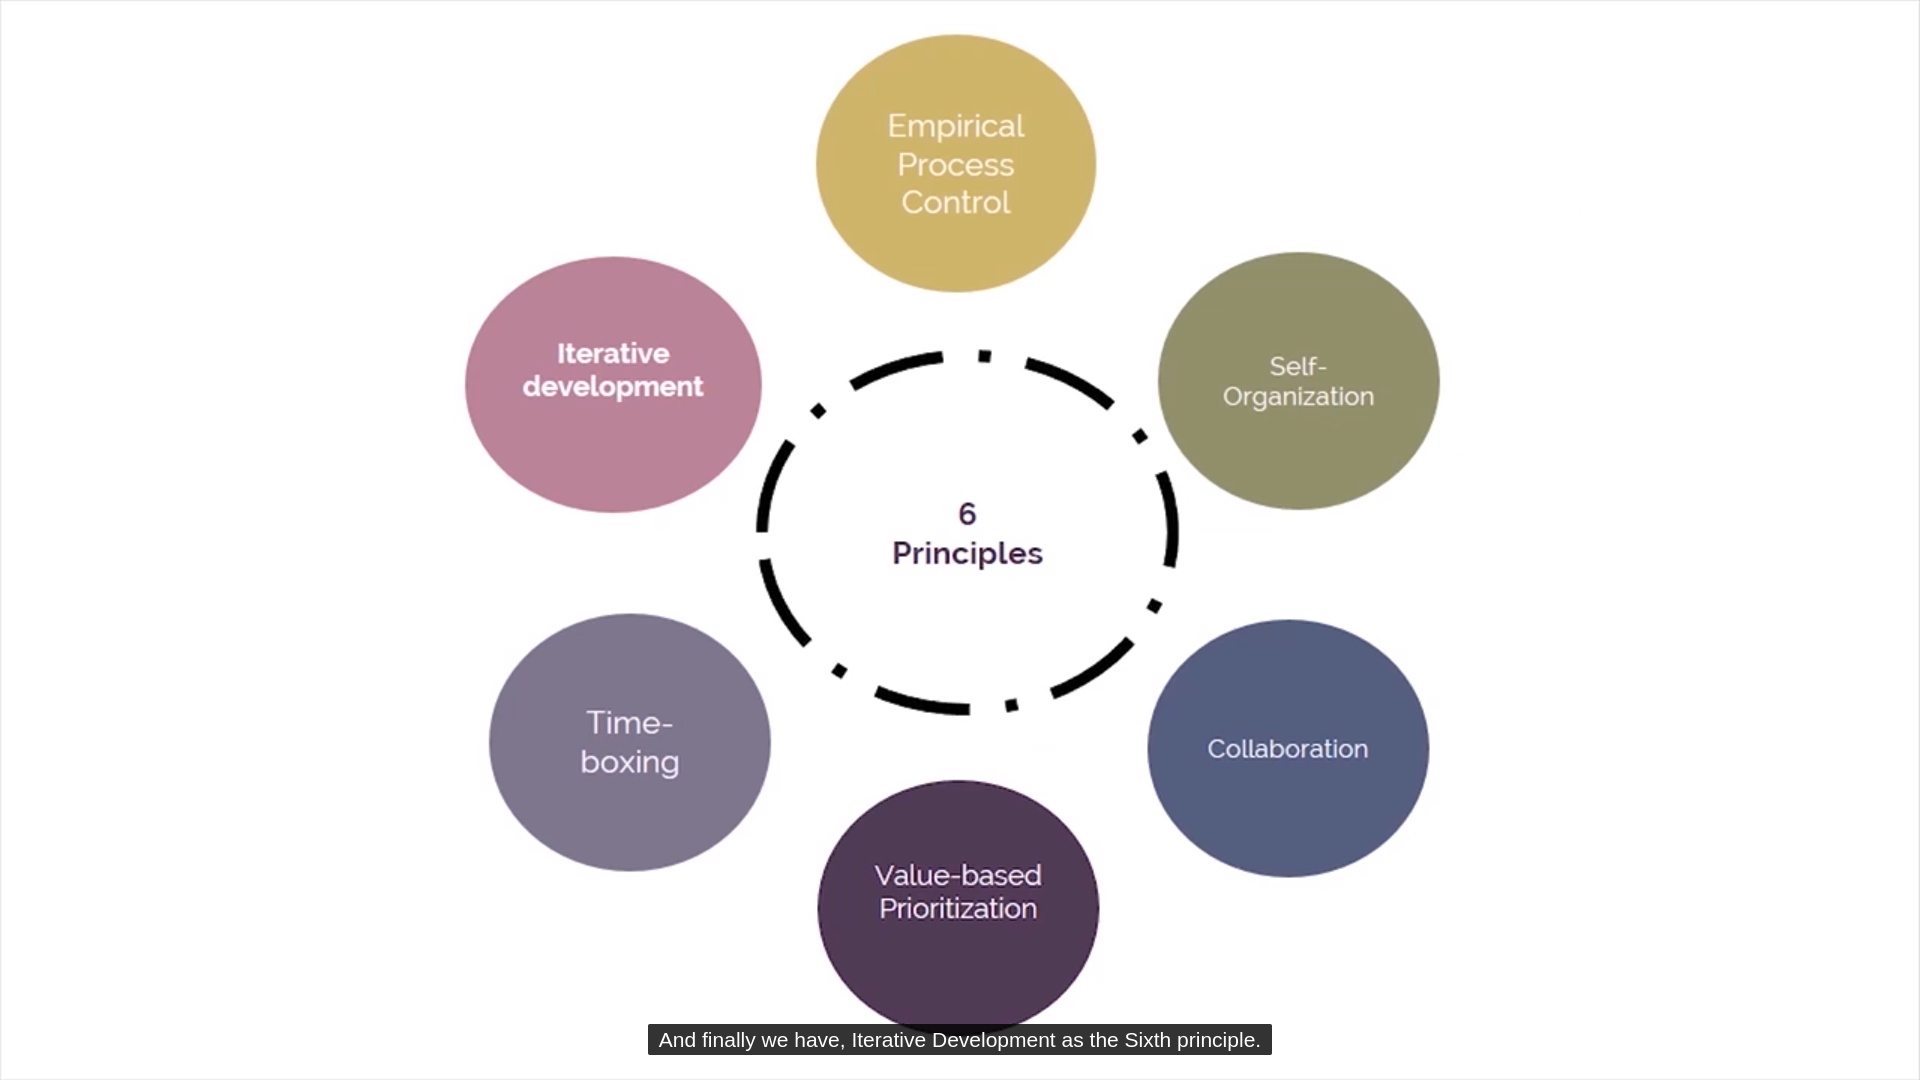 Empirical
Process
Control
Iterative
development
Self-
Organization
6
Principles
Time-
boxing
Collaboration
Value-based
Prioritization
And finally we have, Iterative Development as the Sixth principle.